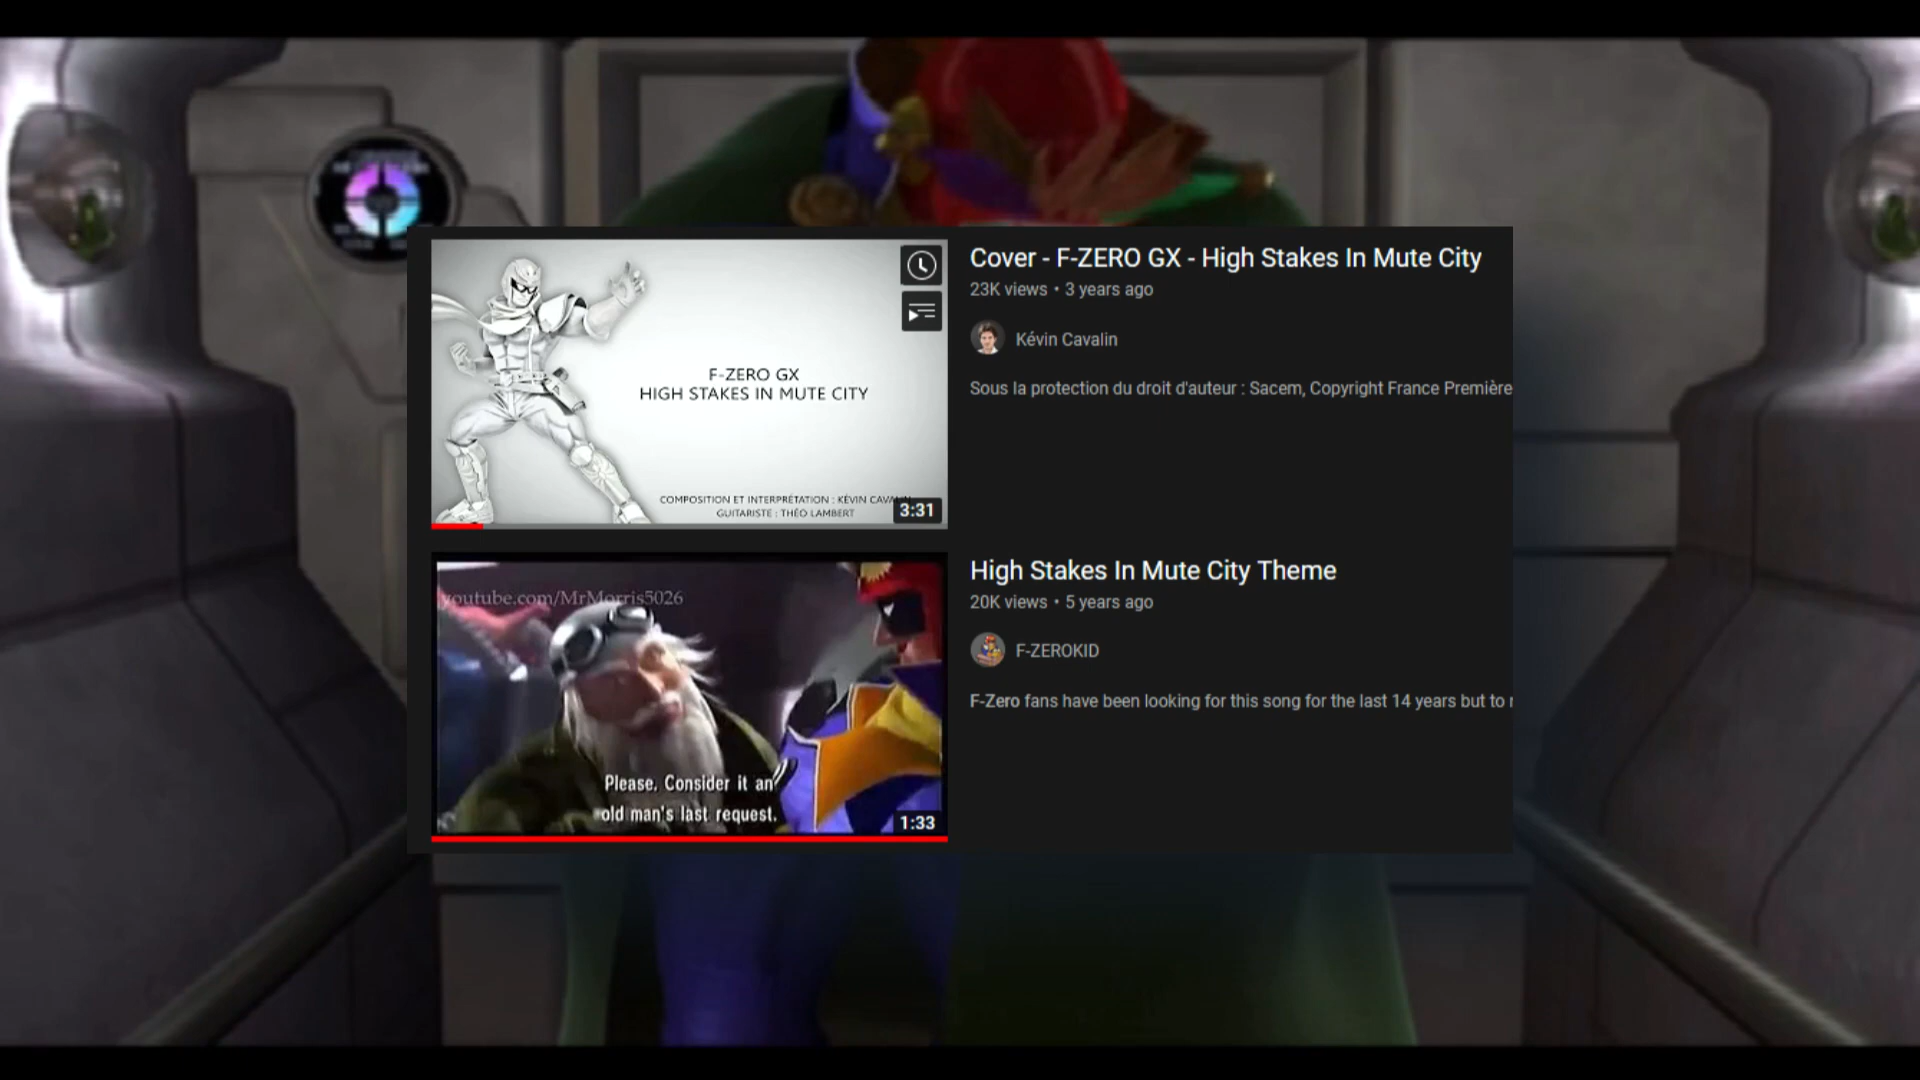 Cover - F-ZERO GX - High Stakes In Mute City
23K views • 3 years ago
Kévin Cavalin
Sous la protection du droit d'auteur : Sacem, Copyright France Première
F-ZERO GX
HIGH STAKES IN MUTE CITY
COMPOSITION ET INTERPRÉTATION : KÉVIN
GUITARISTE : THÉO LAMBERT
3:31
High Stakes In Mute City Theme
20K views • 5 years ago
F-ZEROKID
F-Zero fans have been looking for this song for the last 14 years but to
youtube.com/MrMorris5026
Please. Consider it an
old man's last request.
1:33